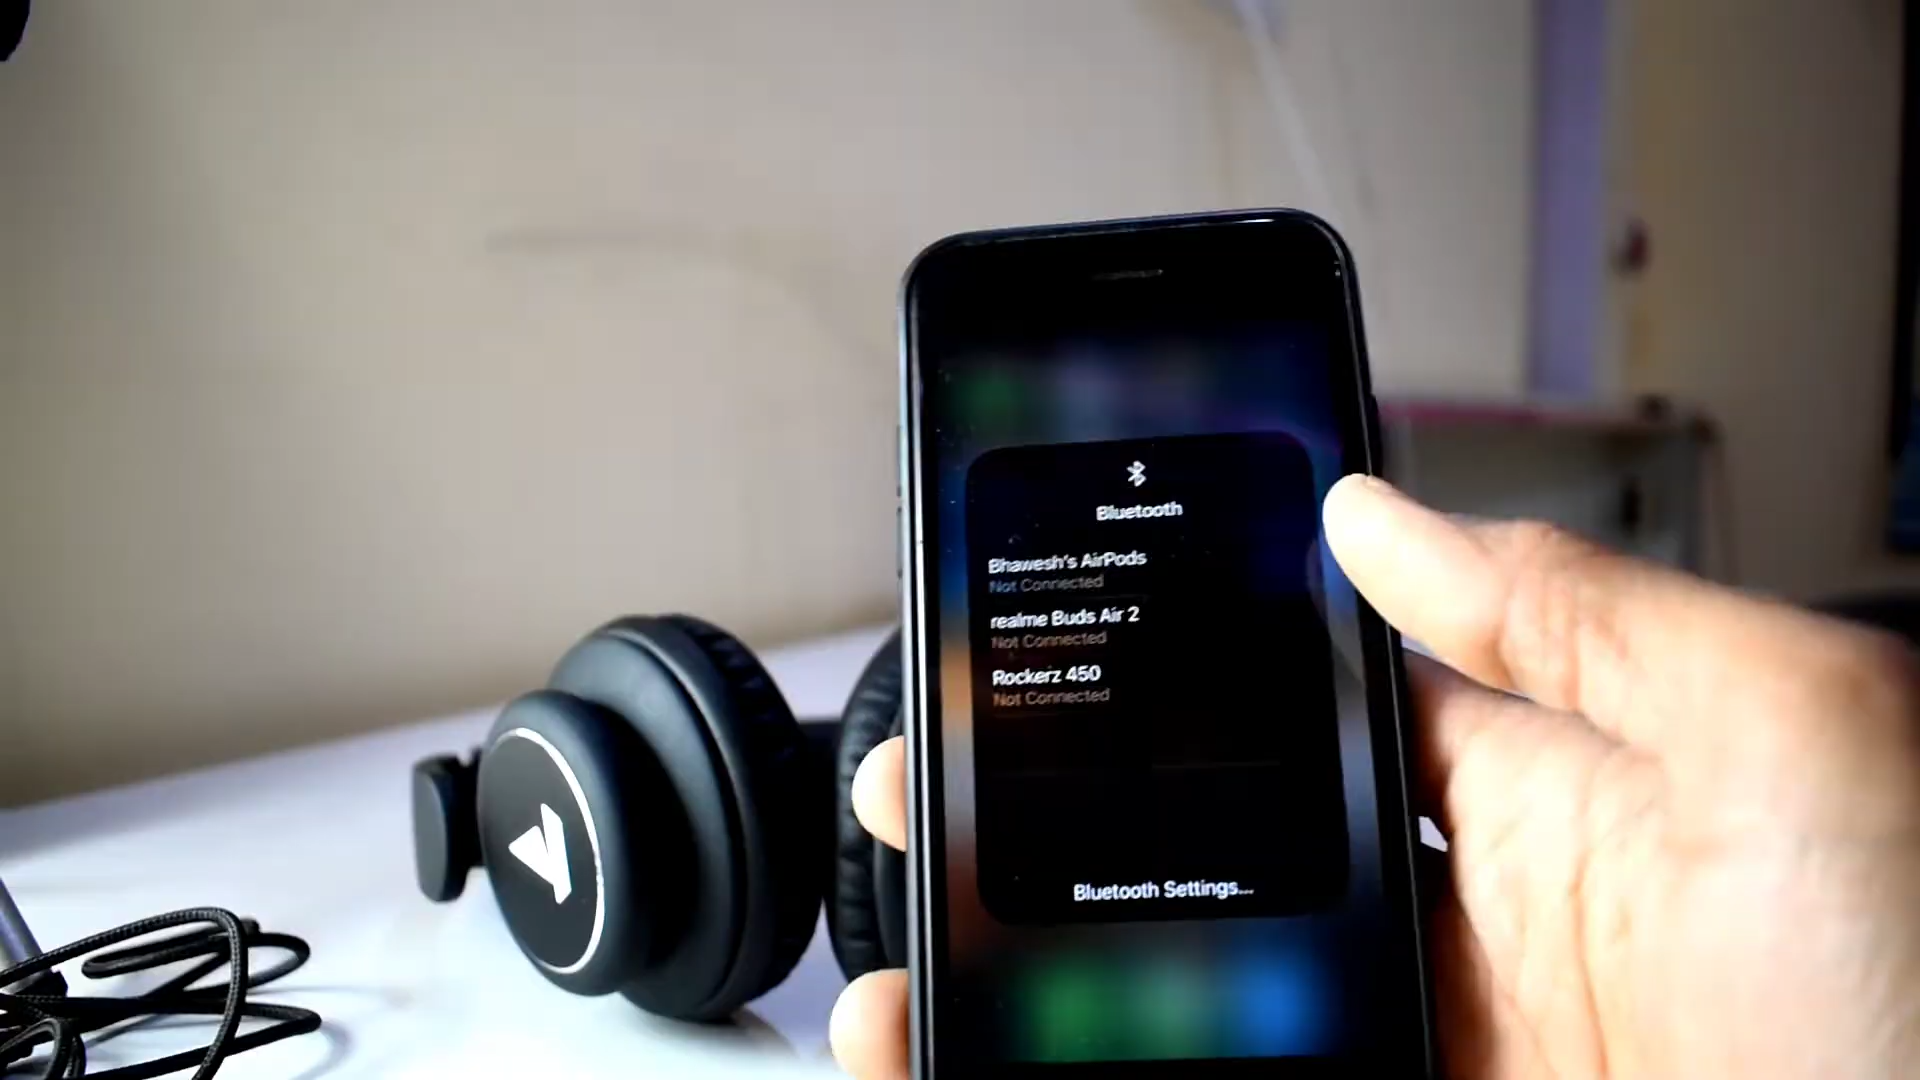 Bluetooth
Bhawesh's AirPods
Not Connected
realme Buds Air 2
Not Connected
Rockerz 450
Not Connected
Bluetooth Settings...